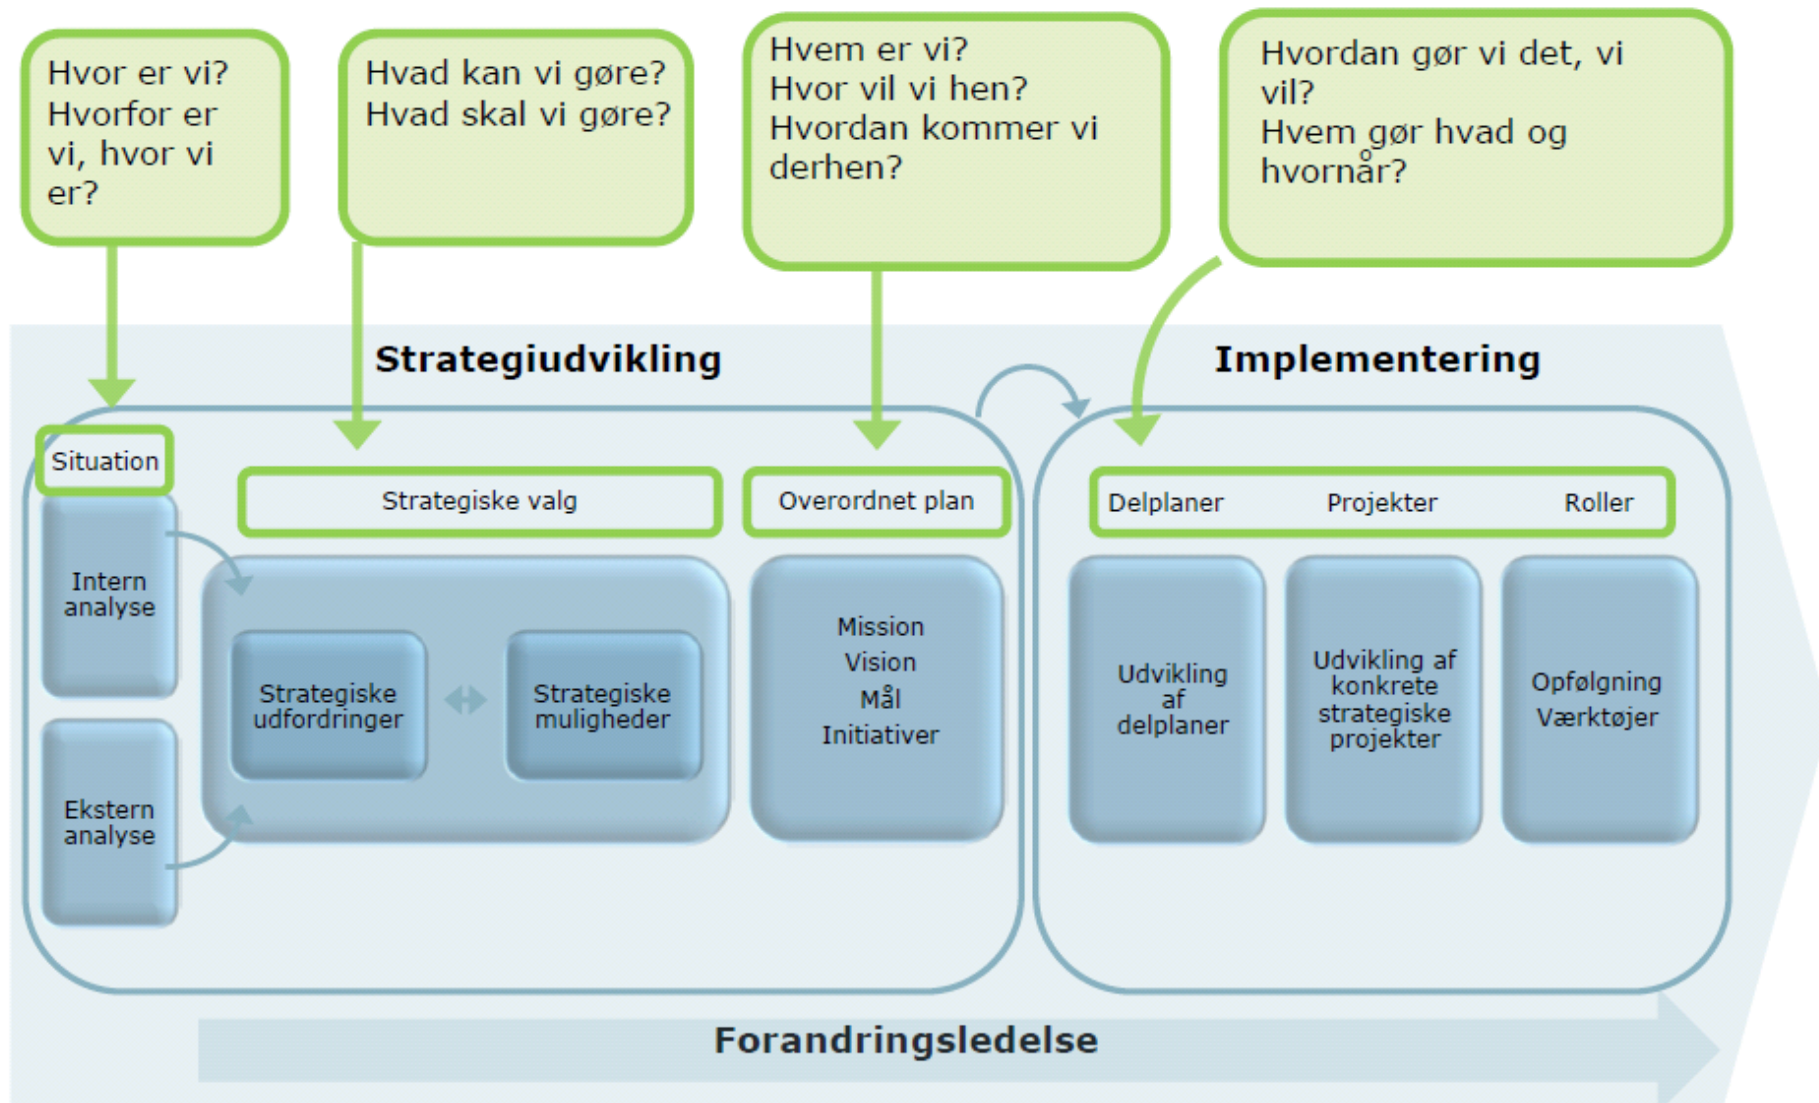 Hvor er vi?
Hvorfor er
vi, hvor vi
er?
Hvad kan vi gøre?
Hvad skal vi gøre?
Hvem er vi?
Hvor vil vi hen?
Hvordan kommer vi
derhen?
Hvordan gør vi det, vi
vil?
Hvem gør hvad og
hvornår?
Strategiudvikling
Implementering
Situation
Strategiske valg
Overordnet plan
Delplaner
Projekter
Roller
Intern
analyse
Ekstern
analyse
Strategiske
udfordringer
Strategiske
muligheder
Mission
Vision
Mål
Initiativer
Udvikling
af
delplaner
Udvikling af
konkrete
strategiske
projekter
Opfølgning
Værktøjer
Forandringsledelse